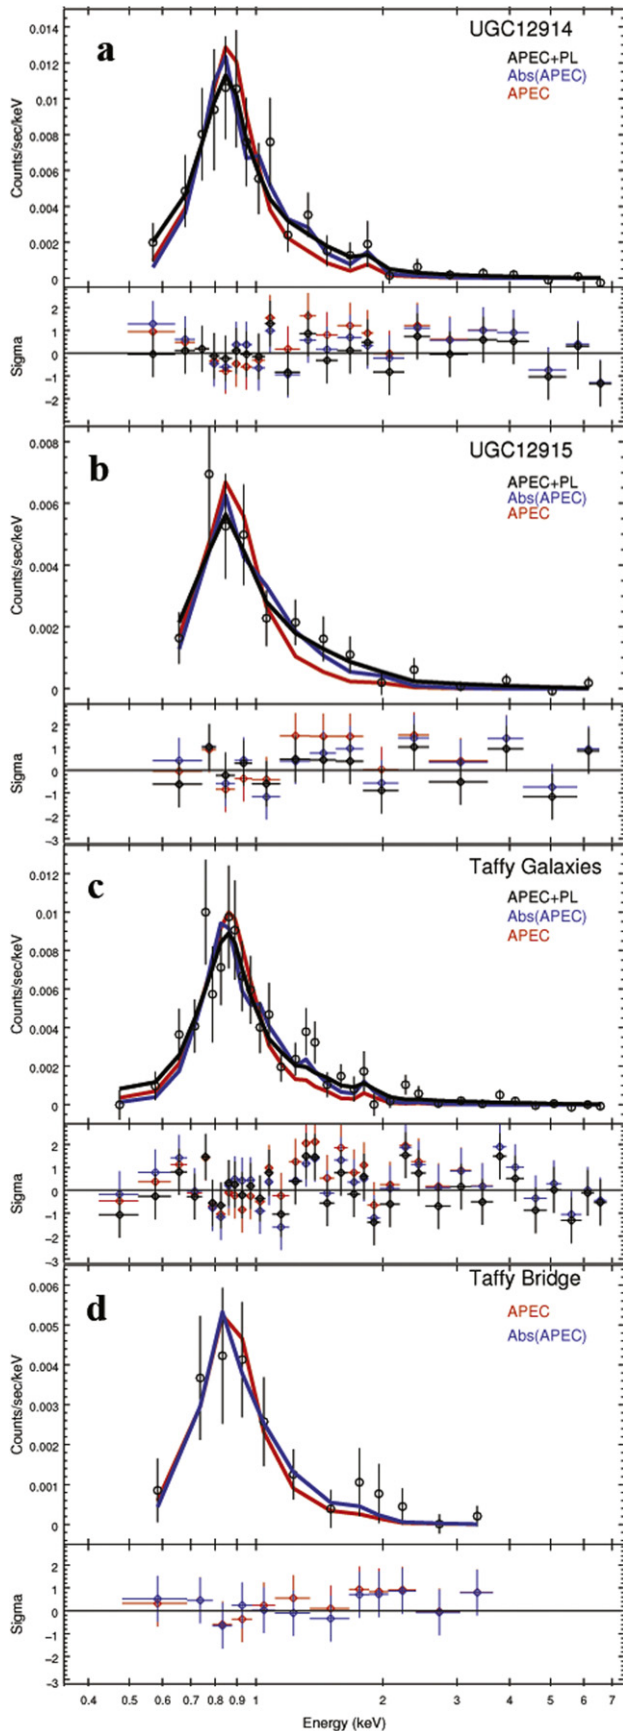 0.014
a
UGC12914
0.012
APEC+PL
Abs(APEC)
0.01
APEC
0.008
0.006
0.004
0.002
0
Counts/sec/keV
2
1
0
-1
-2
Sigma
0.008
b
UGC12915
APEC+PL
Abs(APEC)
0.006
APEC
0.004
0.002
0
Counts/sec/keV
2
1
0
-1
-2
-3
Sigma
0.012
c
Taffy Galaxies
APEC+PL
0.01
Abs(APEC)
APEC
0.008
0.006
0.004
0.002
0
Counts/sec/keV
2
1
0
-1
-2
-3
Sigma
0.006
d
Taffy Bridge
APEC
0.005
Abs(APEC)
0.004
0.003
0.002
0.001
0
Counts/sec/keV
2
1
0
-1
-2
-3
Sigma
0.4 0.5 0.6 0.7 0.8 0.9 1 2 3 4 5 6 7
Energy (keV)